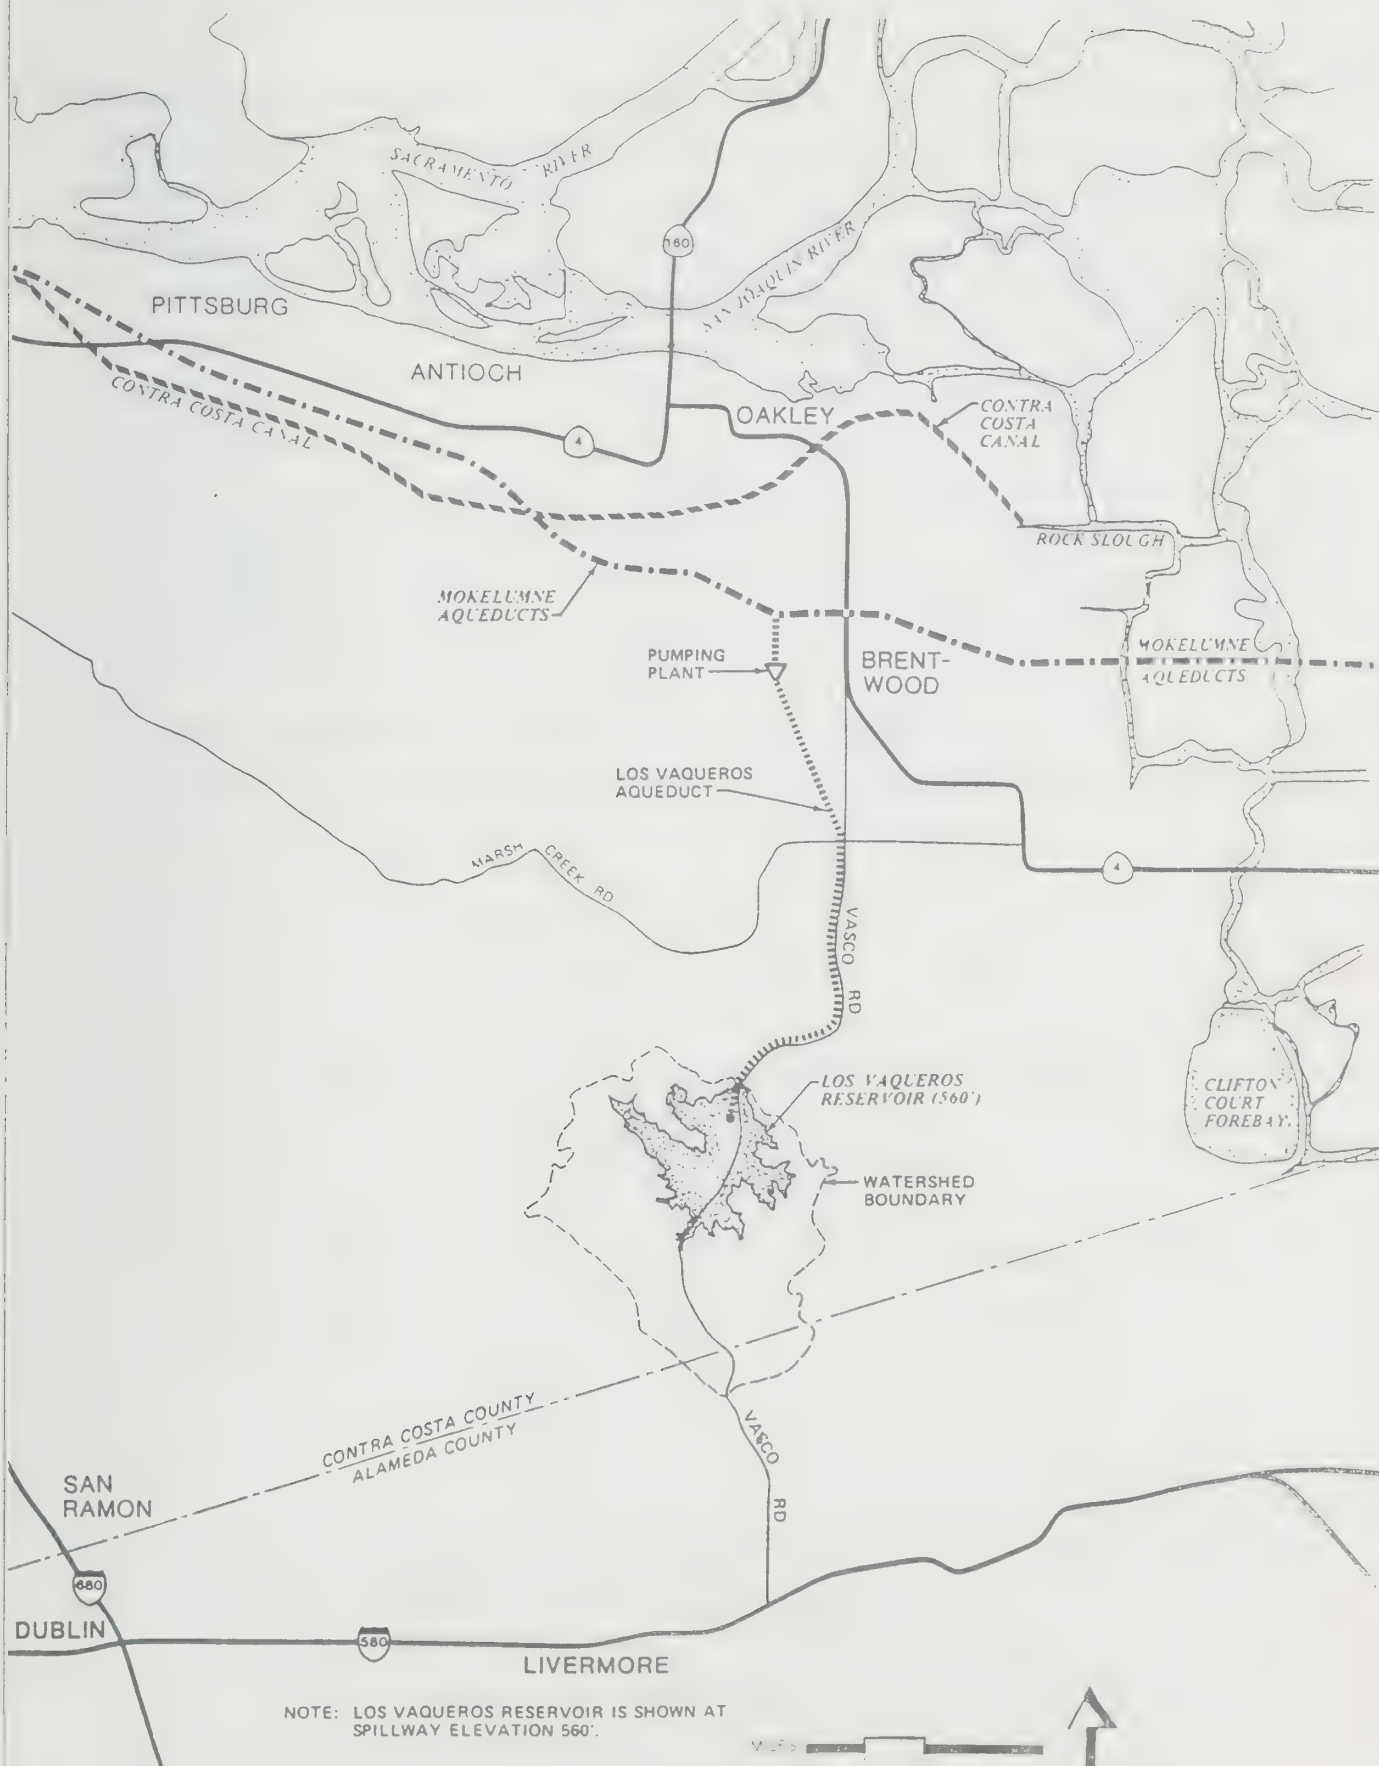 SACRAMENTO RIVER
160
SAN JOAQUIN RIVER
PITTSBURG
ANTIOCH
CONTRA COSTA CANAL
4
OAKLEY
CONTRA
COSTA
CANAL
ROCK SLOUGH
MOKELUMNE
AQUEDUCTS
MOKELUMNE
AQUEDUCTS
PUMPING
PLANT
BRENT-
WOOD
LOS VAQUEROS
AQUEDUCT
MARSH CREEK RD
4
VASCO RD
LOS VAQUEROS
RESERVOIR (560')
CLIFTON
COURT
FOREBAY
WATERSHED
BOUNDARY
CONTRA COSTA COUNTY
ALAMEDA COUNTY
VASCO RD
SAN
RAMON
680
DUBLIN
580
LIVERMORE
NOTE: LOS VAQUEROS RESERVOIR IS SHOWN AT
SPILLWAY ELEVATION 560'.
MILES